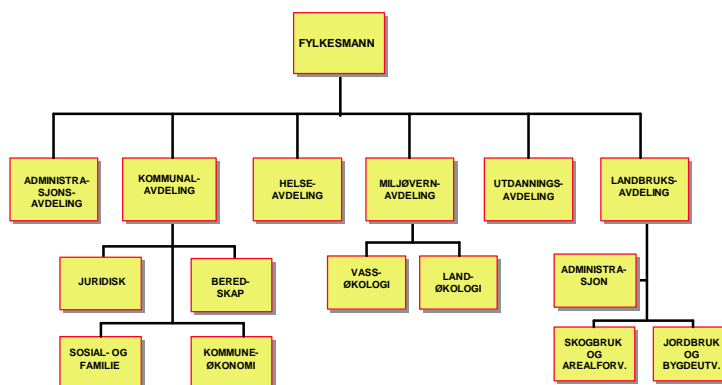 FYLKESMANN
ADMINISTRA-
SJONS-
AVDELING
KOMMUNAL-
AVDELING
HELSE-
AVDELING
MILJØVERN-
AVDELING
UTDANNINGS-
AVDELING
LANDBRUKS-
AVDELING
JURIDISK
BERED-
SKAP
VASS-
ØKOLOGI
LAND-
ØKOLOGI
ADMINISTRA-
SJON
SOSIAL- OG
FAMILIE
KOMMUNE-
ØKONOMI
SKOGBRUK
OG
AREALFORV.
JORDBRUK
OG
BYGDEUTV.